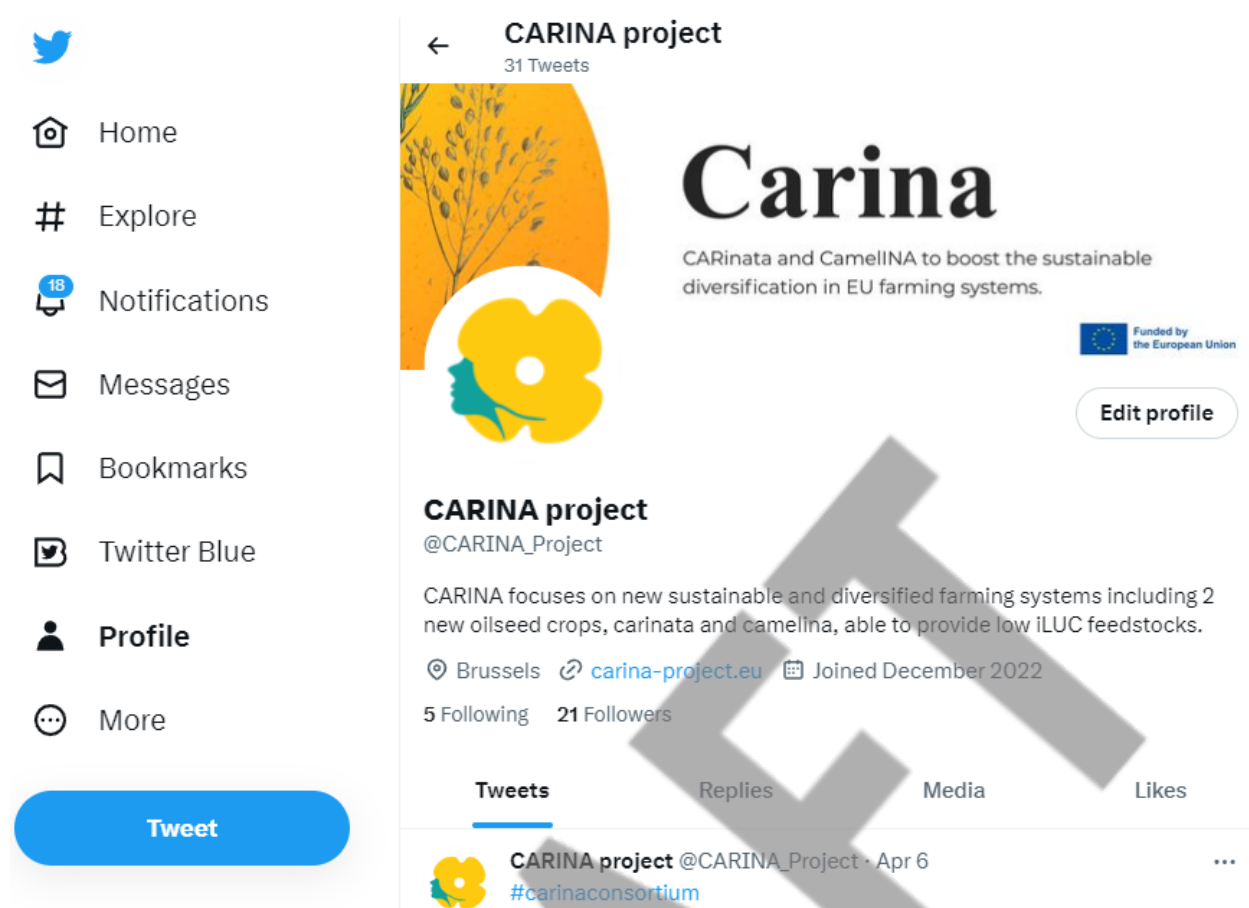 Home
Explore
18
Notifications
Messages
Bookmarks
Twitter Blue
Profile
More
Tweet
CARINA project
31 Tweets
Carina
CARinata and CamelINA to boost the sustainable
diversification in EU farming systems.
Funded by
the European Union
Edit profile
CARINA project
@CARINA_Project
CARINA focuses on new sustainable and diversified farming systems including 2
new oilseed crops, carinata and camelina, able to provide low iLUC feedstocks.
Brussels carina-project.eu Joined December 2022
5 Following 21 Followers
Tweets Replies Media Likes
CARINA project @CARINA_Project · Apr 6
#carinaconsortium